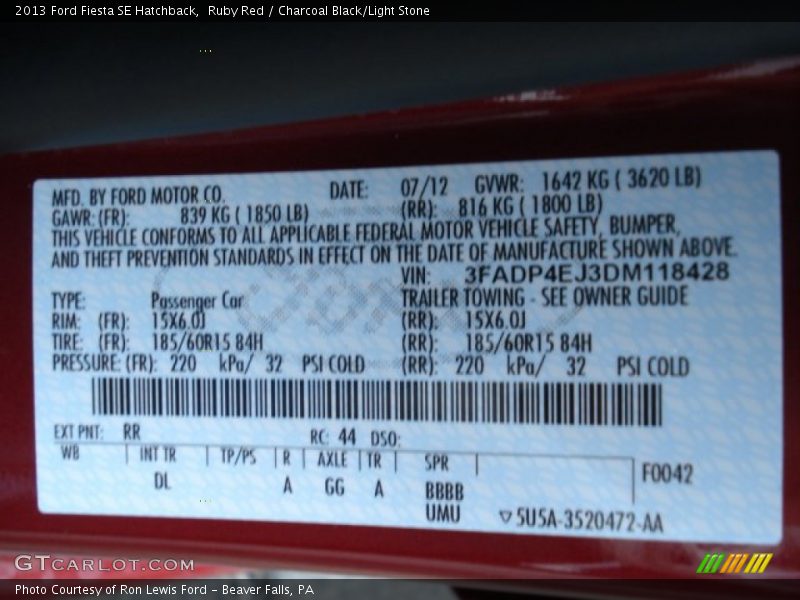 2013 Ford Fiesta SE Hatchback,  Ruby Red / Charcoal Black/Light Stone
MFD. BY FORD MOTOR CO. DATE: 07/12 GVWR: 1642 KG ( 3620 LB)
GAWR: (FR): 839 KG ( 1850 LB) (RR): 816 KG ( 1800 LB)
THIS VEHICLE CONFORMS TO ALL APPLICABLE FEDERAL MOTOR VEHICLE SAFETY, BUMPER,
AND THEFT PREVENTION STANDARDS IN EFFECT ON THE DATE OF MANUFACTURE SHOWN ABOVE.
VIN: 3FADP4EJ3DM118428
TYPE: Passenger Car TRAILER TOWING - SEE OWNER GUIDE
RIM: (FR): 15X6.0J (RR): 15X6.0J
TIRE: (FR): 185/60R15 84H (RR): 185/60R15 84H
PRESSURE: (FR): 220 kPa/ 32 PSI COLD (RR): 220 kPa/ 32 PSI COLD
EXT PNT: RR RC: 44 DSO:
WB INT TR TP/PS R AXLE TR SPR F0042
DL A GG A BBBB
UMU ▽5U5A-3520472-AA
GTCARLOT.COM
Photo Courtesy of Ron Lewis Ford - Beaver Falls, PA